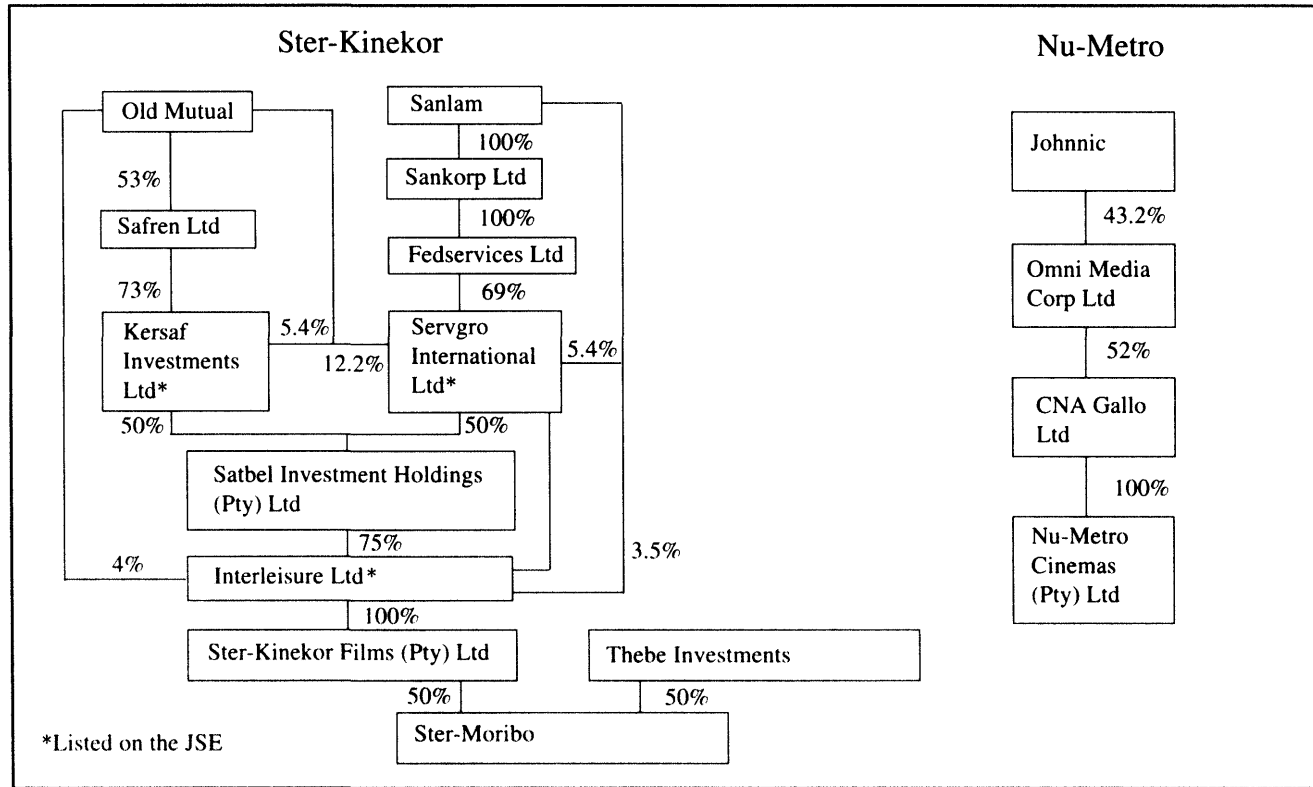 Ster-Kinekor
Nu-Metro
Old Mutual
Sanlam
100%
Johnnic
53%
Sankorp Ltd
100%
43.2%
Safren Ltd
Fedservices Ltd
Omni Media
Corp Ltd
73%
69%
Kersaf
Investments
Ltd*
5.4%
12.2%
Servgro
International
Ltd*
5.4%
52%
CNA Gallo
Ltd
50%
50%
Satbel Investment Holdings
(Pty) Ltd
100%
75%
3.5%
4%
Interleisure Ltd*
Nu-Metro
Cinemas
(Pty) Ltd
100%
Ster-Kinekor Films (Pty) Ltd
Thebe Investments
50%
50%
Ster-Moribo
*Listed on the JSE